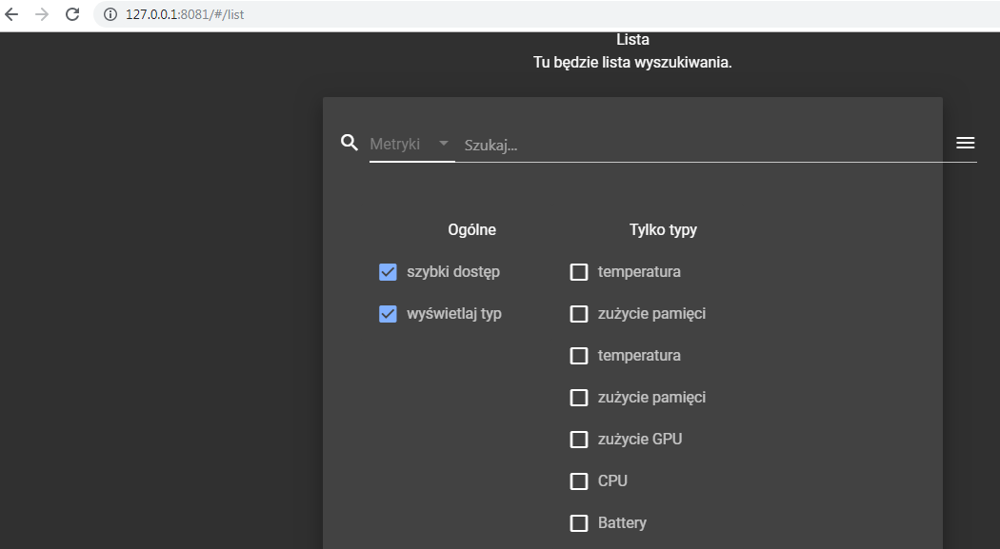 127.0.0.1:8081/#/list
Lista
Tu będzie lista wyszukiwania.
Metryki Szukaj...
Ogólne Tylko typy
szybki dostęp temperatura
wyświetlaj typ zużycie pamięci
temperatura
zużycie pamięci
zużycie GPU
CPU
Battery